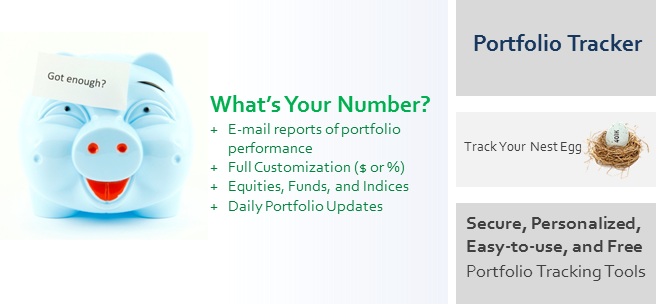 Got enough?
What's Your Number?
+ E-mail reports of portfolio
performance
+ Full Customization ($ or %)
+ Equities, Funds, and Indices
+ Daily Portfolio Updates
Portfolio Tracker
Track Your Nest Egg
401K
Secure, Personalized,
Easy-to-use, and Free
Portfolio Tracking Tools